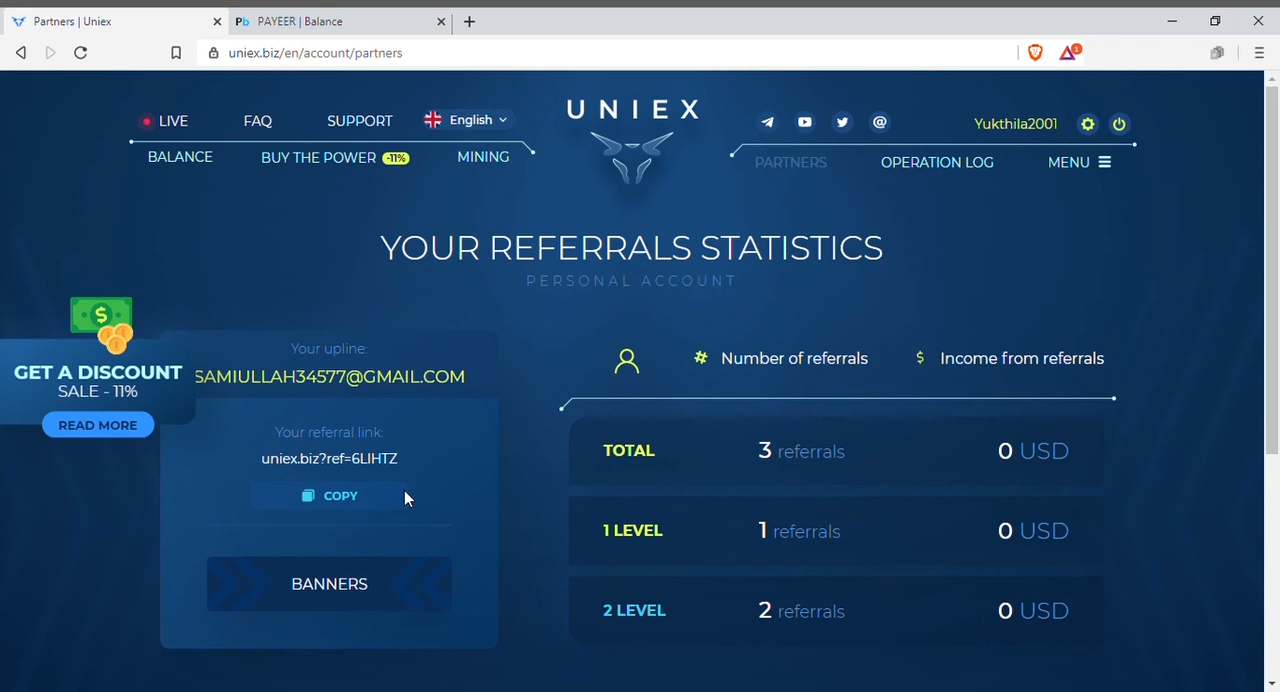 Partners | Uniex
Pb PAYEER | Balance
uniex.biz/en/account/partners
1
LIVE FAQ SUPPORT English
UNIEX
Yukthila2001
BALANCE BUY THE POWER -11% MINING
PARTNERS OPERATION LOG MENU
YOUR REFERRALS STATISTICS
PERSONAL ACCOUNT
GET A DISCOUNT
SALE - 11%
READ MORE
Your upline:
SAMIULLAH34577@GMAIL.COM
Your referral link:
uniex.biz?ref=6LIHTZ
COPY
BANNERS
# Number of referrals $ Income from referrals
TOTAL 3 referrals 0 USD
1 LEVEL 1 referrals 0 USD
2 LEVEL 2 referrals 0 USD